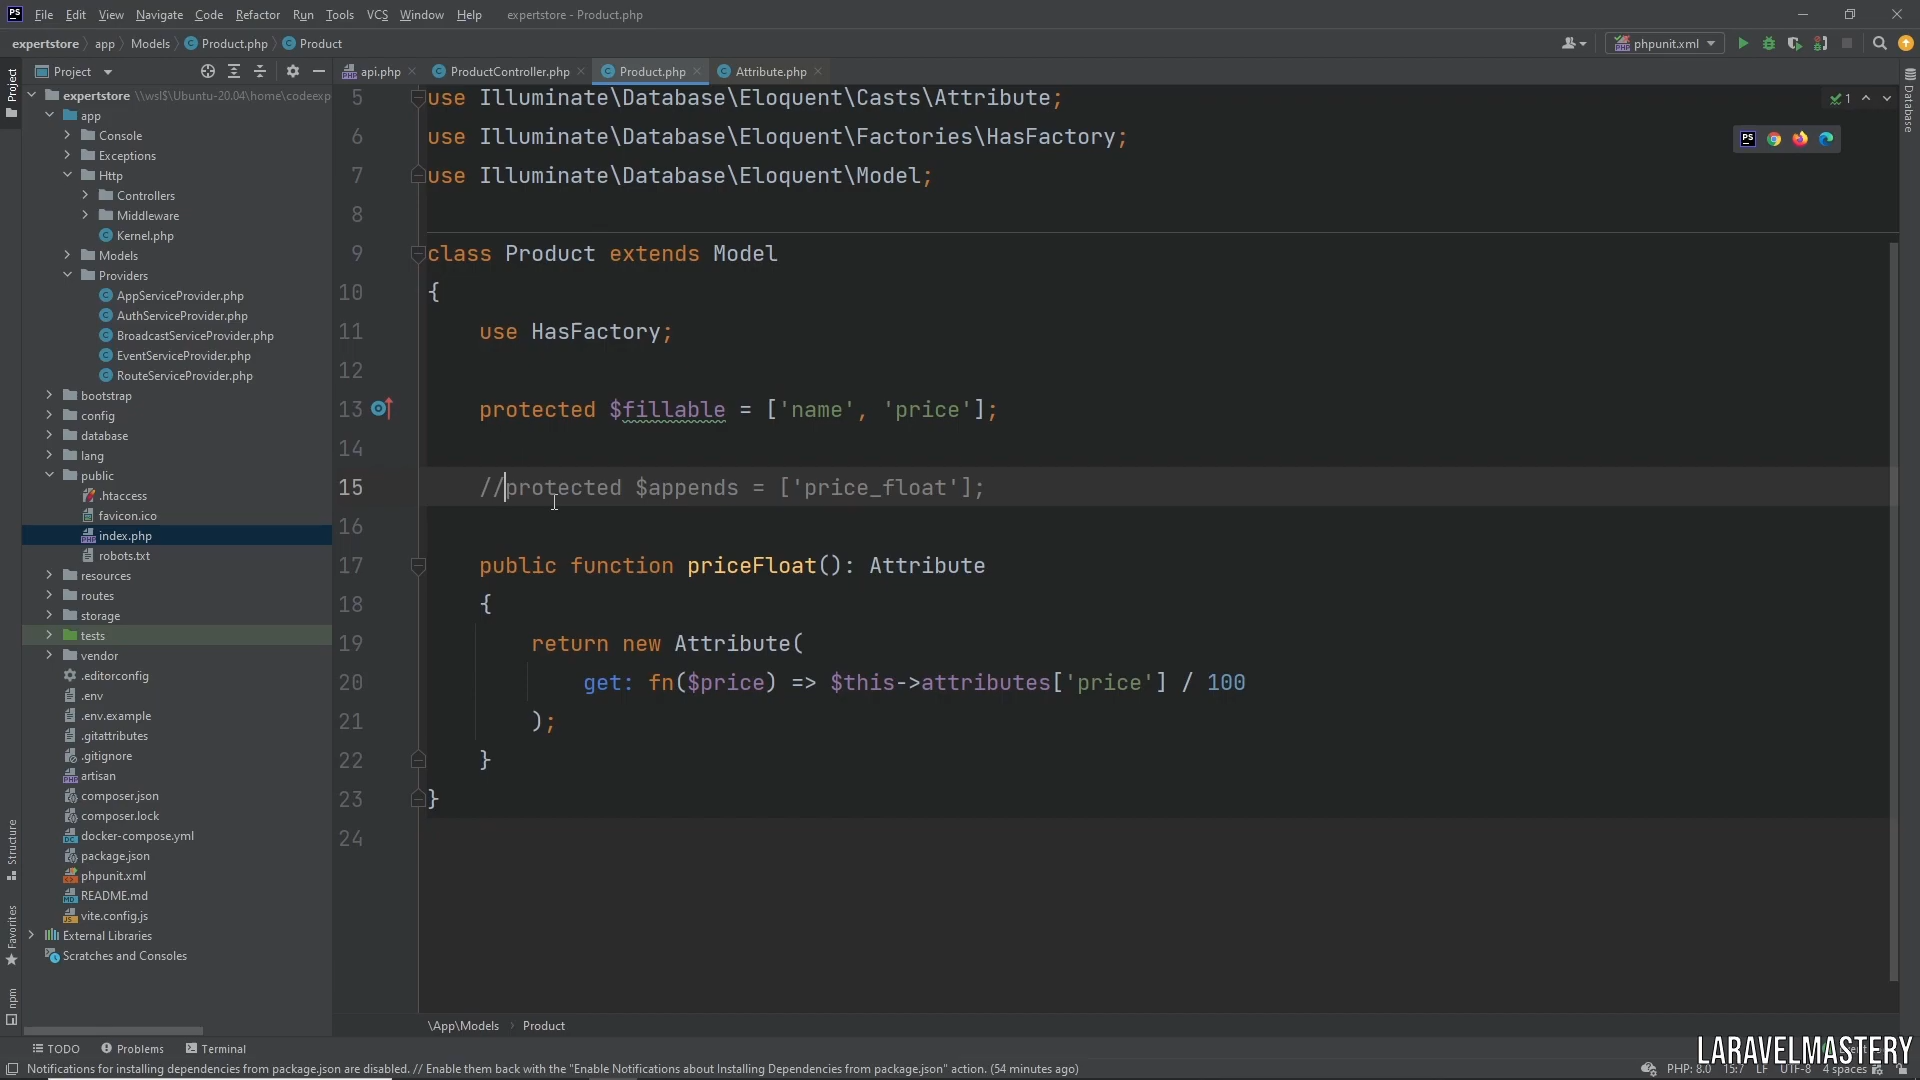 PS File Edit View Navigate Code Refactor Run Tools VCS Window Help expertstore - Product.php
expertstore app Models Product.php Product phpunit.xml
Project
Project
api.php ProductController.php Product.php Attribute.php
Database
expertstore \\wsl$\Ubuntu-20.04\home\codeexp
app
Console
Exceptions
Http
Controllers
Middleware
Kernel.php
Models
Providers
AppServiceProvider.php
AuthServiceProvider.php
BroadcastServiceProvider.php
EventServiceProvider.php
RouteServiceProvider.php
bootstrap
config
database
lang
public
.htaccess
favicon.ico
index.php
robots.txt
resources
routes
storage
tests
vendor
.editorconfig
.env
.env.example
.gitattributes
.gitignore
artisan
composer.json
composer.lock
docker-compose.yml
package.json
phpunit.xml
README.md
vite.config.js
External Libraries
Scratches and Consoles
Structure
Favorites
npm
1
PS
5 use Illuminate\Database\Eloquent\Casts\Attribute;
6 use Illuminate\Database\Eloquent\Factories\HasFactory;
7 use Illuminate\Database\Eloquent\Model;
8
9 class Product extends Model
10 {
11 use HasFactory;
12
13 protected $fillable = ['name', 'price'];
14
15 //protected $appends = ['price_float'];
16
17 public function priceFloat(): Attribute
18 {
19 return new Attribute(
20 get: fn($price) => $this->attributes['price'] / 100
21 );
22 }
23 }
24
\App\Models Product
TODO Problems Terminal
LARAVELMASTERY
Notifications for installing dependencies from package.json are disabled. // Enable them back with the "Enable Notifications about Installing Dependencies from package.json" action. (54 minutes ago) PHP: 8.0 15:7 LF UTF-8 4 spaces